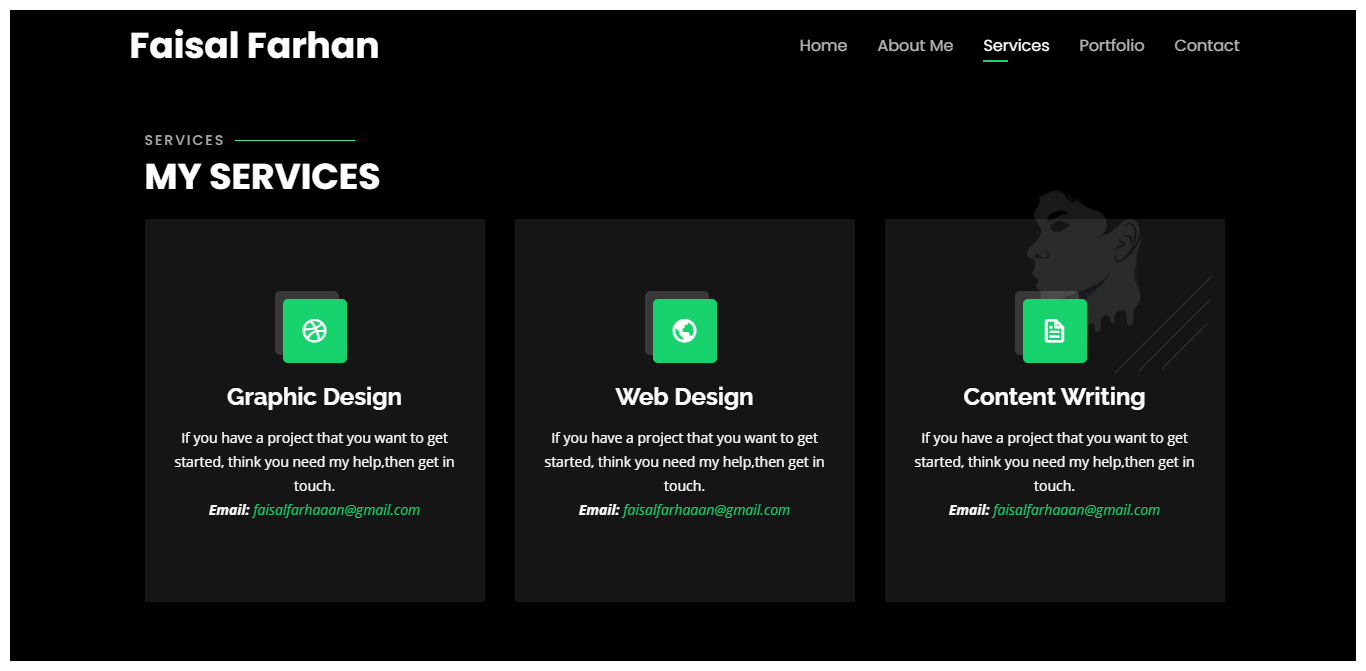 Faisal Farhan
Home About Me Services Portfolio Contact
SERVICES
MY SERVICES
Graphic Design
If you have a project that you want to get
started, think you need my help,then get in
touch.
Email: faisalfarhaaan@gmail.com
Web Design
If you have a project that you want to get
started, think you need my help,then get in
touch.
Email: faisalfarhaaan@gmail.com
Content Writing
If you have a project that you want to get
started, think you need my help,then get in
touch.
Email: faisalfarhaaan@gmail.com